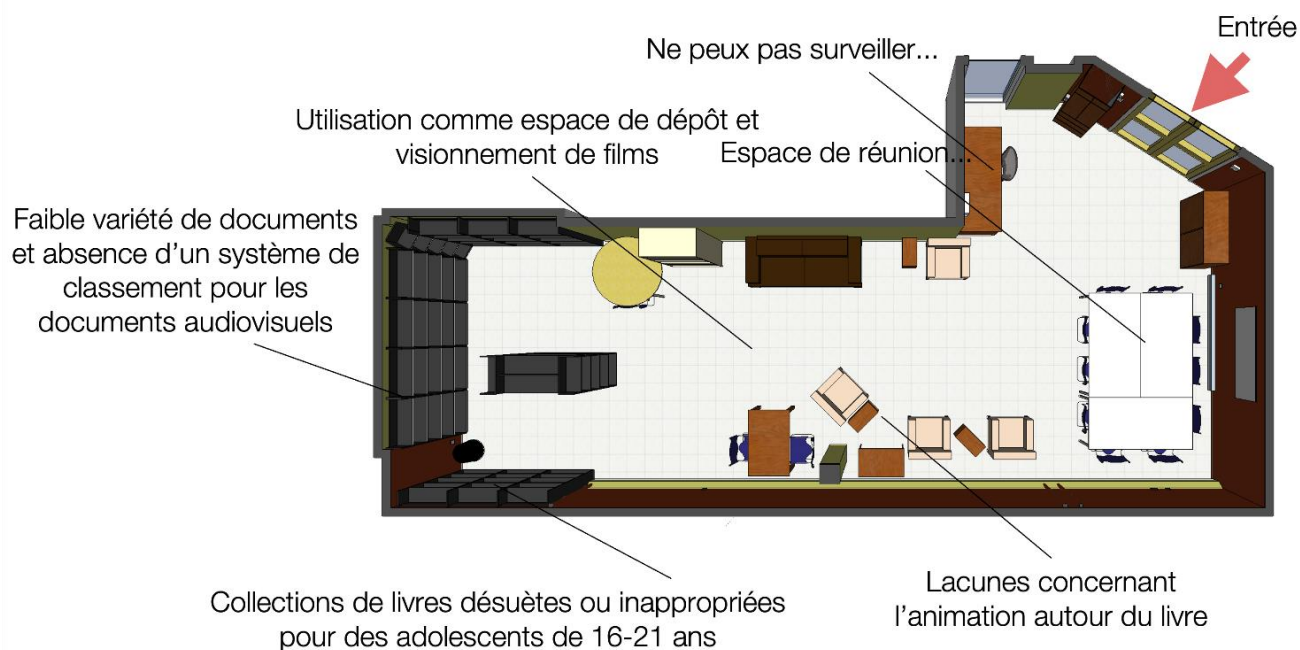 Entrée
Ne peux pas surveiller...
Utilisation comme espace de dépôt et
visionnement de films
Espace de réunion...
Faible variété de documents
et absence d'un système de
classement pour les
documents audiovisuels
Collections de livres désuètes ou inappropriées
pour des adolescents de 16-21 ans
Lacunes concernant
l'animation autour du livre